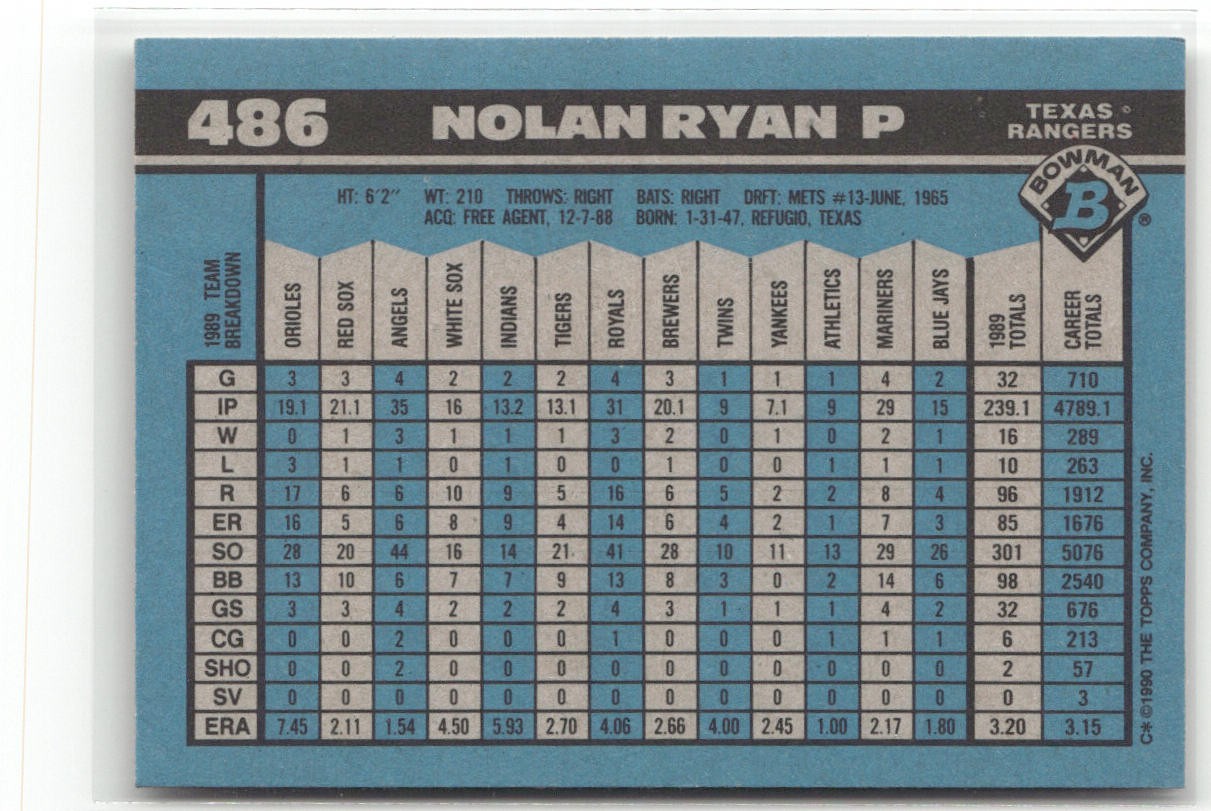 486 NOLAN RYAN P TEXAS RANGERS
BOWMAN
B ®
HT: 6'2" WT: 210 THROWS: RIGHT BATS: RIGHT DRFT: METS #13-JUNE, 1965
ACQ: FREE AGENT, 12-7-88 BORN: 1-31-47, REFUGIO, TEXAS
1989 TEAM BREAKDOWN ORIOLES RED SOX ANGELS WHITE SOX INDIANS TIGERS ROYALS BREWERS TWINS YANKEES ATHLETICS MARINERS BLUE JAYS 1989 TOTALS CAREER TOTALS
G 3 3 4 2 2 2 4 3 1 1 1 4 2 32 710
IP 19.1 21.1 35 16 13.2 13.1 31 20.1 9 7.1 9 29 15 239.1 4789.1
W 0 1 3 1 1 1 3 2 0 1 0 2 1 16 289
L 3 1 1 0 1 0 0 1 0 0 1 1 1 10 263
R 17 6 6 10 9 5 16 6 5 2 2 8 4 96 1912
ER 16 5 6 8 9 4 14 6 4 2 1 7 3 85 1676
SO 28 20 44 16 14 21 41 28 10 11 13 29 26 301 5076
BB 13 10 6 7 7 9 13 8 3 0 2 14 6 98 2540
GS 3 3 4 2 2 2 4 3 1 1 1 4 2 32 676
CG 0 0 2 0 0 0 1 0 0 0 1 1 1 6 213
SHO 0 0 2 0 0 0 0 0 0 0 0 0 0 2 57
SV 0 0 0 0 0 0 0 0 0 0 0 0 0 0 3
ERA 7.45 2.11 1.54 4.50 5.93 2.70 4.06 2.66 4.00 2.45 1.00 2.17 1.80 3.20 3.15
C*©1990 THE TOPPS COMPANY, INC.